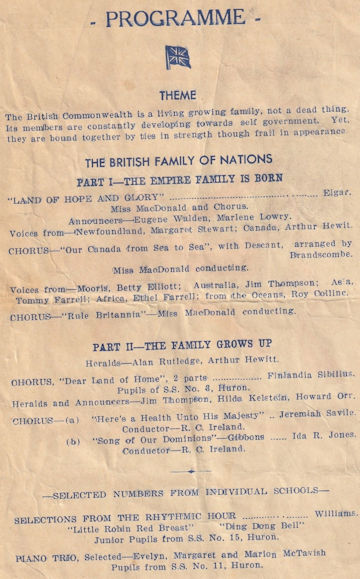 - PROGRAMME -
THEME
The British Commonwealth is a living growing family, not a dead thing.
Its members are constantly developing towards self government. Yet,
they are bound together by ties in strength though frail in appearance
THE BRITISH FAMILY OF NATIONS
PART I—THE EMPIRE FAMILY IS BORN
"LAND OF HOPE AND GLORY" ........................ Elgar.
Miss MacDonald and Chorus.
Announcers—Eugene Walden, Marlene Lowry.
Voices from—Newfoundland, Margaret Stewart; Canada, Arthur Hewit.
CHORUS—"Our Canada from Sea to Sea", with Descant, arranged by
Brandscombe.
Miss MacDonald conducting.
Voices from—Mooris, Betty Elliott; Australia, Jim Thompson; Asia,
Tommy Farrell; Africa, Ethel Farrell; from the Oceans, Roy Colling.
CHORUS—"Rule Britannia"—Miss MacDonald conducting.
PART II—THE FAMILY GROWS UP
Heralds—Alan Rutledge, Arthur Hewitt.
CHORUS, "Dear Land of Home", 2 parts ............... Finlandia Sibilius.
Pupils of S.S. No. 3, Huron.
Heralds and Announcers—Jim Thompson, Hilda Kelstein, Howard Orr.
CHORUS—(a) "Here's a Health Unto His Majesty" .. Jeremiah Savile.
Conductor—R. C. Ireland.
(b) "Song of Our Dominions"—Gibbons ...... Ida R. Jones.
Conductor—R. C. Ireland.
—SELECTED NUMBERS FROM INDIVIDUAL SCHOOLS—
SELECTIONS FROM THE RHYTHMIC HOUR ................ Williams.
"Little Robin Red Breast" "Ding Dong Bell"
Junior Pupils from S.S. No. 15, Huron.
PIANO TRIO, Selected—Evelyn, Margaret and Marion McTavish
Pupils from S.S. No. 11, Huron.